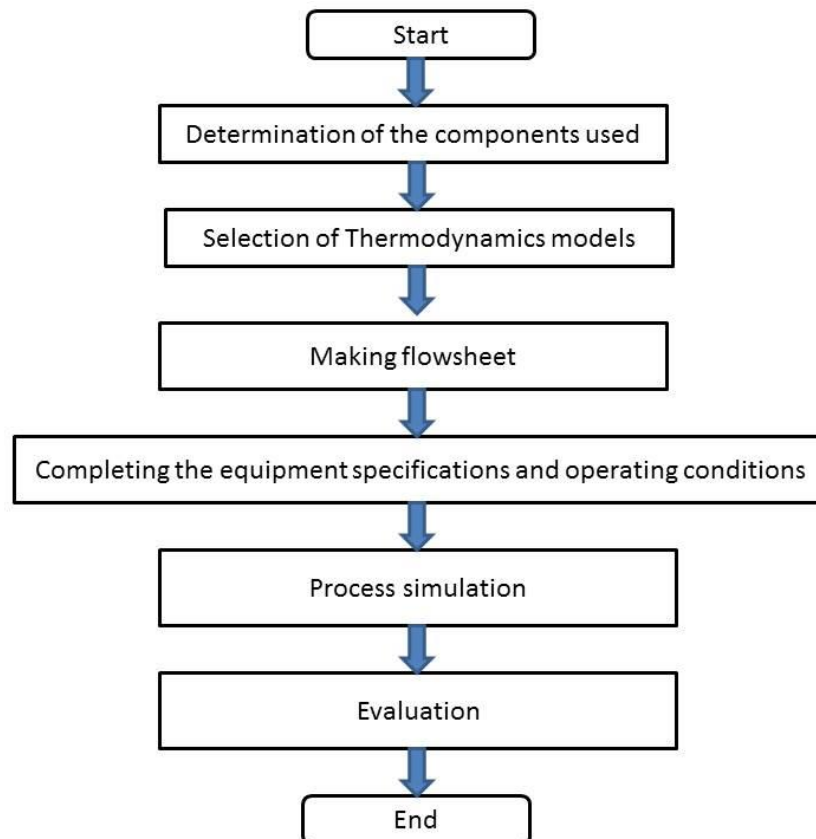 Start
Determination of the components used
Selection of Thermodynamics models
Making flowsheet
Completing the equipment specifications and operating conditions
Process simulation
Evaluation
End